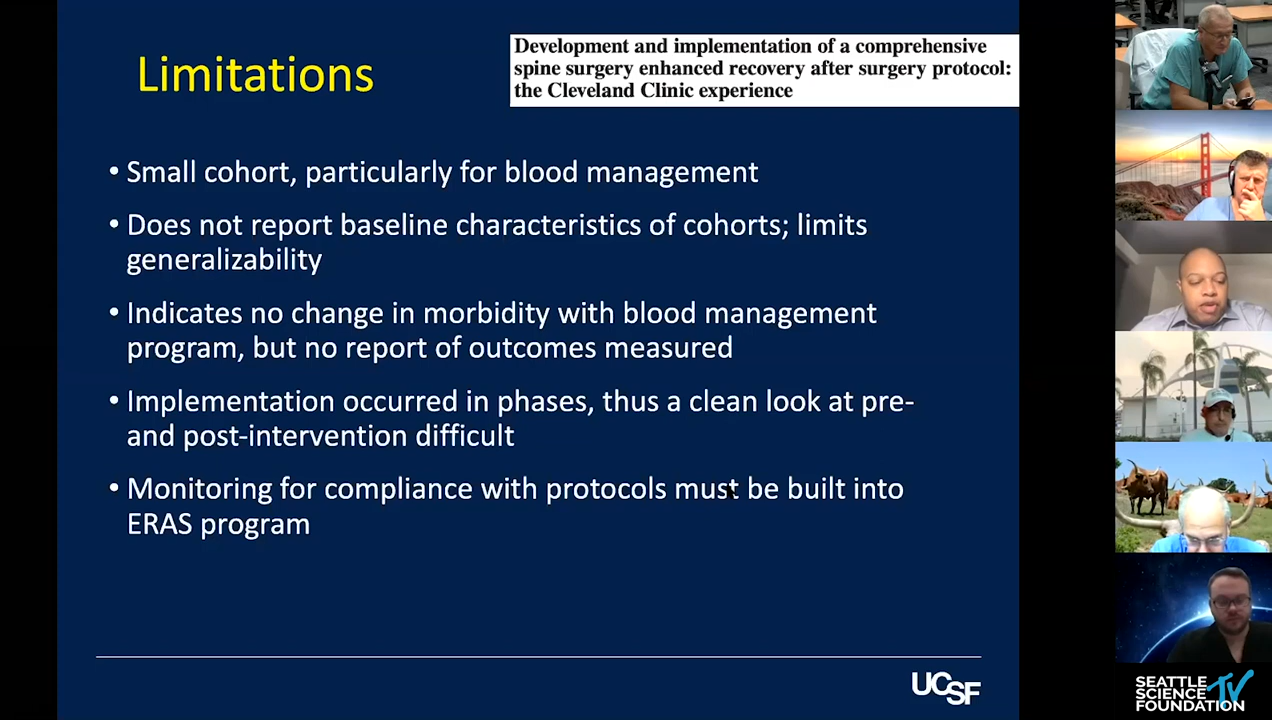 Limitations
Development and implementation of a comprehensive
spine surgery enhanced recovery after surgery protocol:
the Cleveland Clinic experience
• Small cohort, particularly for blood management
• Does not report baseline characteristics of cohorts; limits
generalizability
• Indicates no change in morbidity with blood management
program, but no report of outcomes measured
• Implementation occurred in phases, thus a clean look at pre-
and post-intervention difficult
• Monitoring for compliance with protocols must be built into
ERAS program
UCSF
SEATTLE
SCIENCE
FOUNDATION
TV